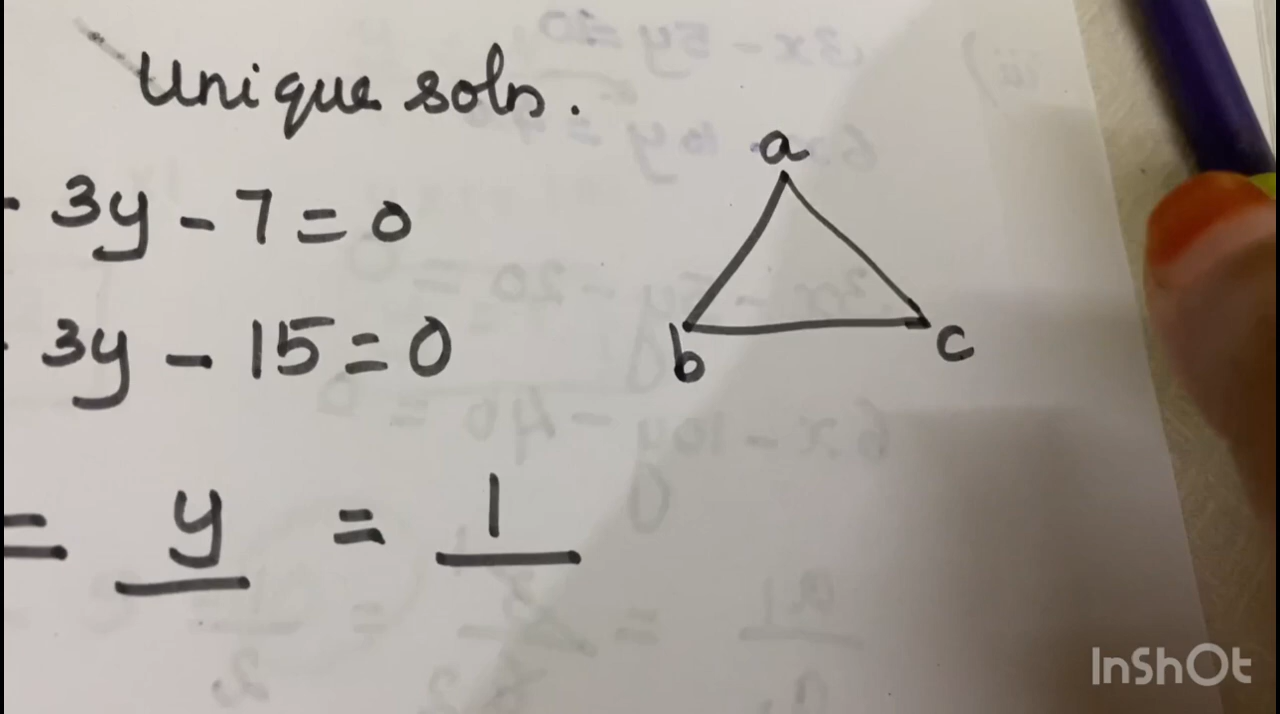 Unique soln.
- 3y - 7 = 0
- 3y - 15 = 0
= y = 1
a
b c
InShOt